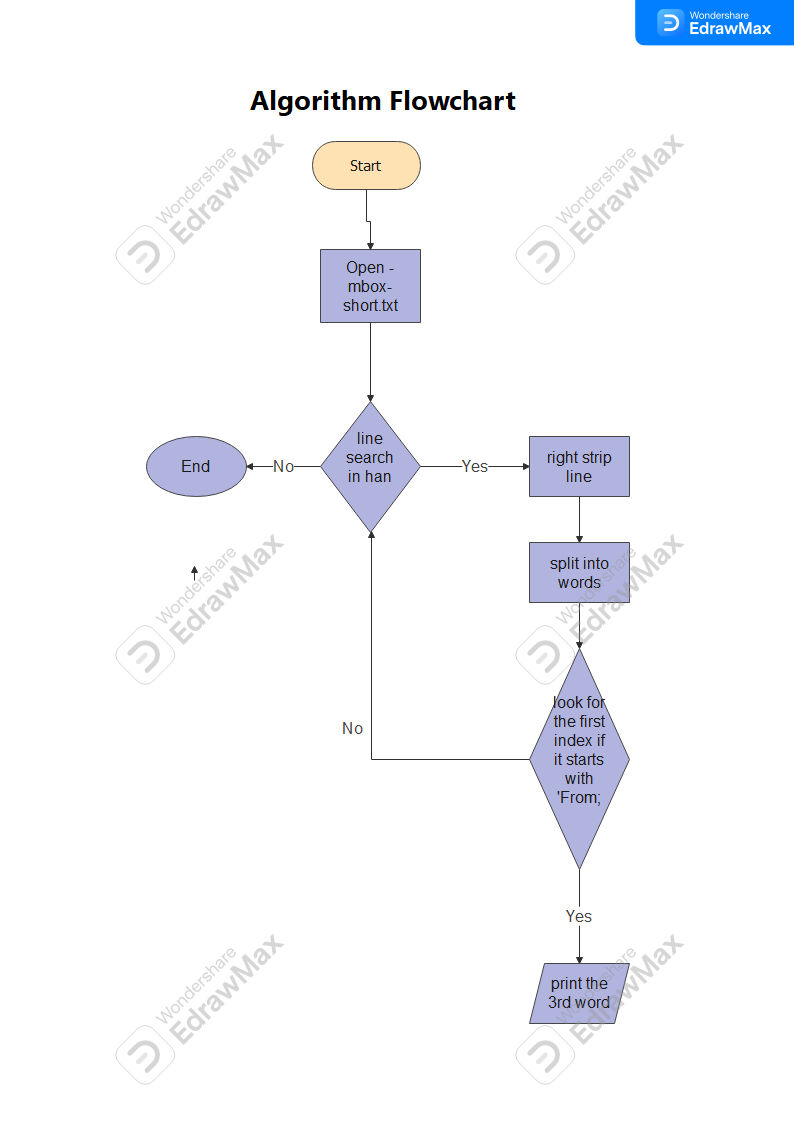 Wondershare
EdrawMax
Algorithm Flowchart
Start
Wondershare
EdrawMax
Wondershare
EdrawMax
Open -
mbox-
short.txt
line
search
in han
End
No
Yes
right strip
line
split into
words
Wondershare
EdrawMax
Wondershare
EdrawMax
look for
the first
index if
it starts
with
'From;
No
Yes
print the
3rd word
Wondershare
EdrawMax
Wondershare
EdrawMax